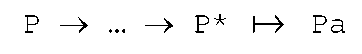 P → … → P* ↦ Pa